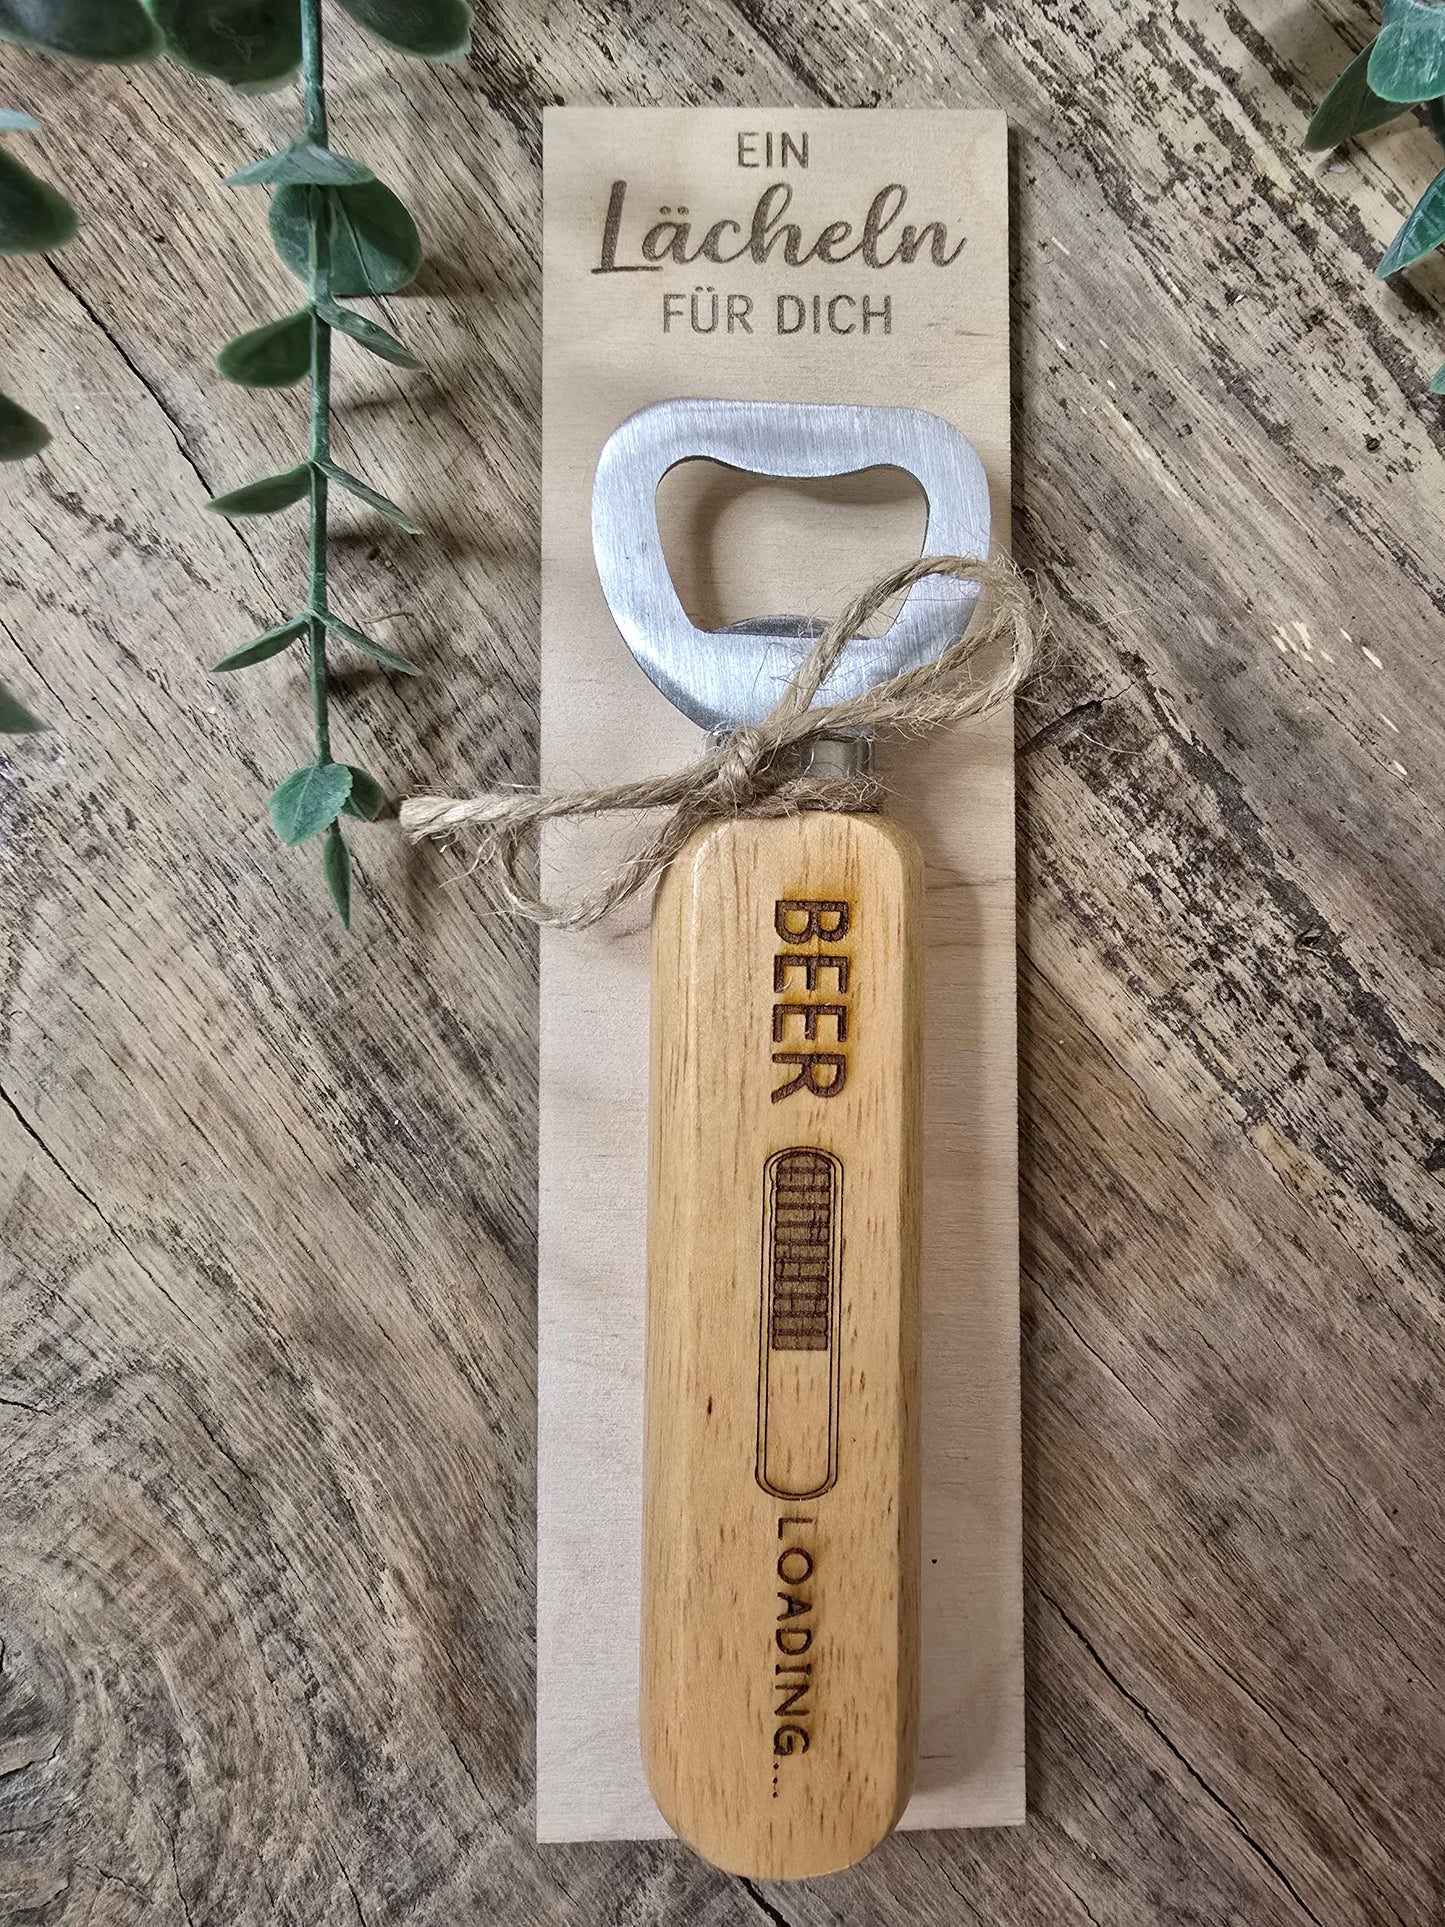 EIN
Lächeln
FÜR DICH
BEER
LOADING...